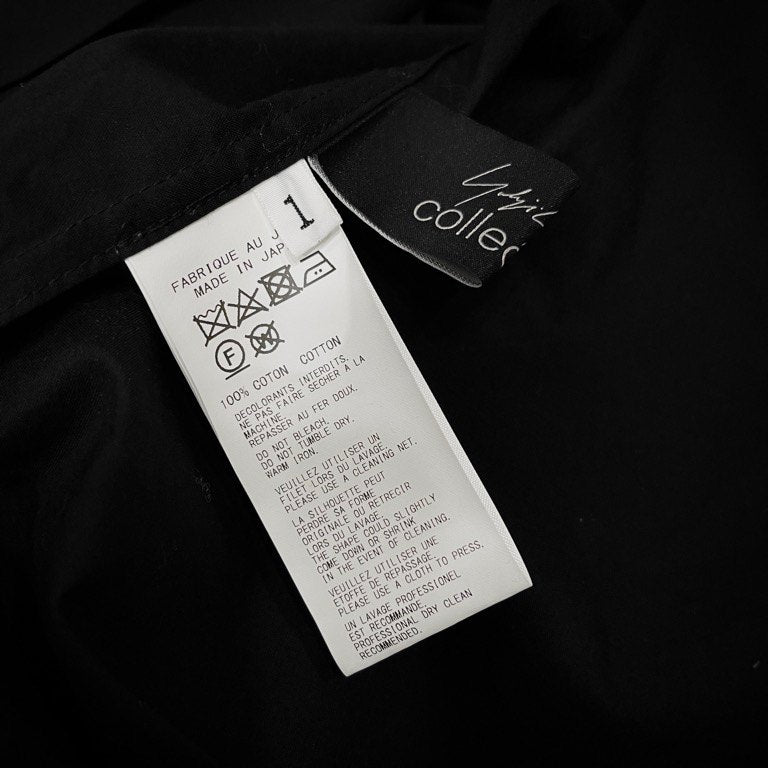 1
collec
FABRIQUE AU J
MADE IN JAP
F
W
100% COTON COTTON
DECOLORANTS INTERDITS.
NE PAS FAIRE SECHER A LA
MACHINE.
REPASSER AU FER DOUX.
DO NOT BLEACH.
DO NOT TUMBLE DRY.
WARM IRON.
VEUILLEZ UTILISER UN
FILET LORS DU LAVAGE.
PLEASE USE A CLEANING NET.
LA SILHOUETTE PEUT
PERDRE SA FORME
ORIGINALE OU RETRECIR
LORS DU LAVAGE.
THE SHAPE COULD SLIGHTLY
COME DOWN OR SHRINK
IN THE EVENT OF CLEANING.
VEUILLEZ UTILISER UNE
ETOFFE DE REPASSAGE.
PLEASE USE A CLOTH TO PRESS.
UN LAVAGE PROFESSIONEL
EST RECOMMANDE.
PROFESSIONAL DRY CLEAN
RECOMMENDED.